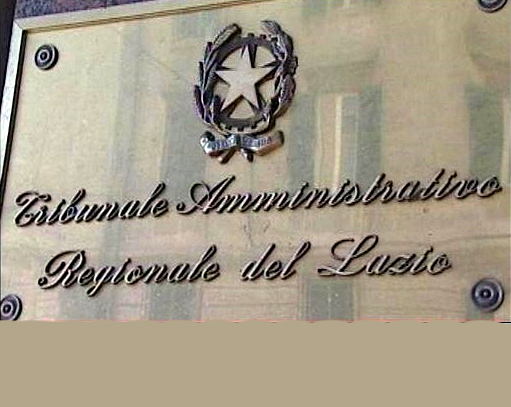 Tribunale Amministrativo
Regionale del Lazio